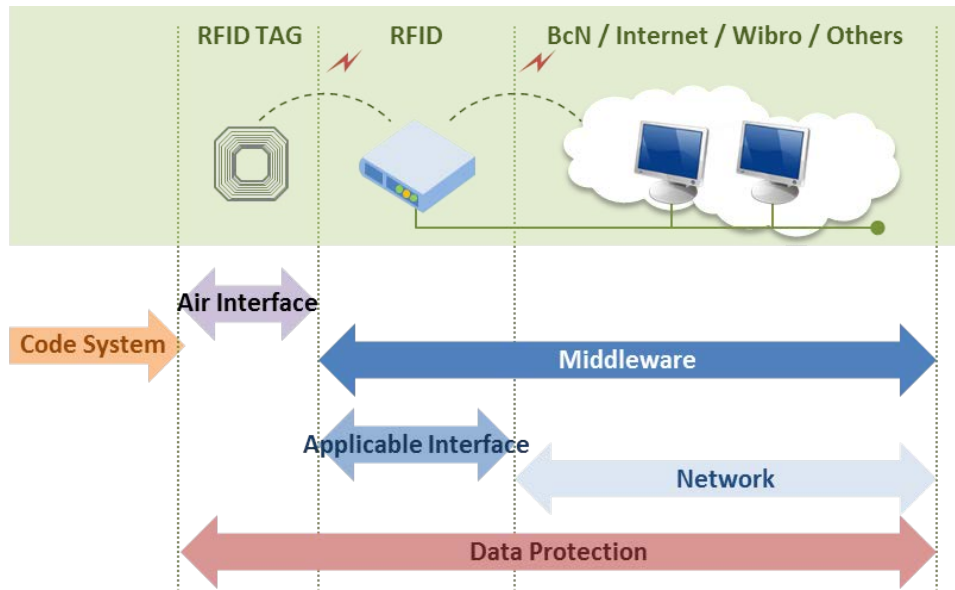 RFID TAG
RFID
BcN / Internet / Wibro / Others
Air Interface
Code System
Middleware
Applicable Interface
Network
Data Protection